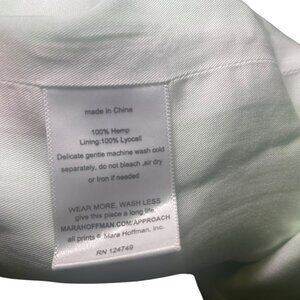 made in China
100% Hemp
Lining:100% Lyocell
Delicate gentle machine wash cold
separately, do not bleach ,air dry
or Iron if needed
WEAR MORE, WASH LESS
give this piece a long life.
MARAHOFFMAN.COM/APPROACH
all prints ® Mara Hoffman, Inc.
RN 124749